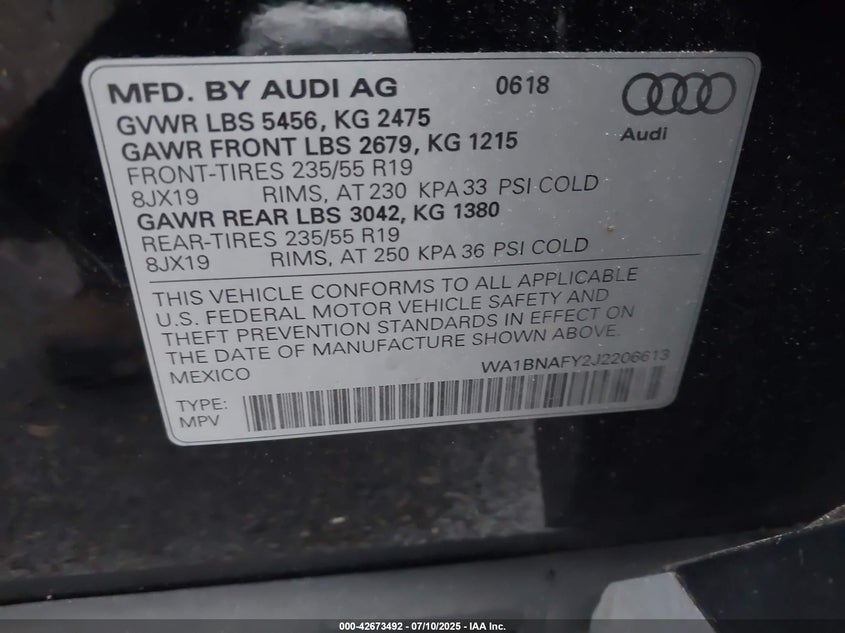 MFD. BY AUDI AG 0618
Audi
GVWR LBS 5456, KG 2475
GAWR FRONT LBS 2679, KG 1215
FRONT-TIRES 235/55 R19
8JX19 RIMS, AT 230 KPA 33 PSI COLD
GAWR REAR LBS 3042, KG 1380
REAR-TIRES 235/55 R19
8JX19 RIMS, AT 250 KPA 36 PSI COLD
THIS VEHICLE CONFORMS TO ALL APPLICABLE
U.S. FEDERAL MOTOR VEHICLE SAFETY AND
THEFT PREVENTION STANDARDS IN EFFECT ON
THE DATE OF MANUFACTURE SHOWN ABOVE.
MEXICO WA1BNAFY2J2206613
TYPE:
MPV
000-42673492 - 07/10/2025 - IAA Inc.